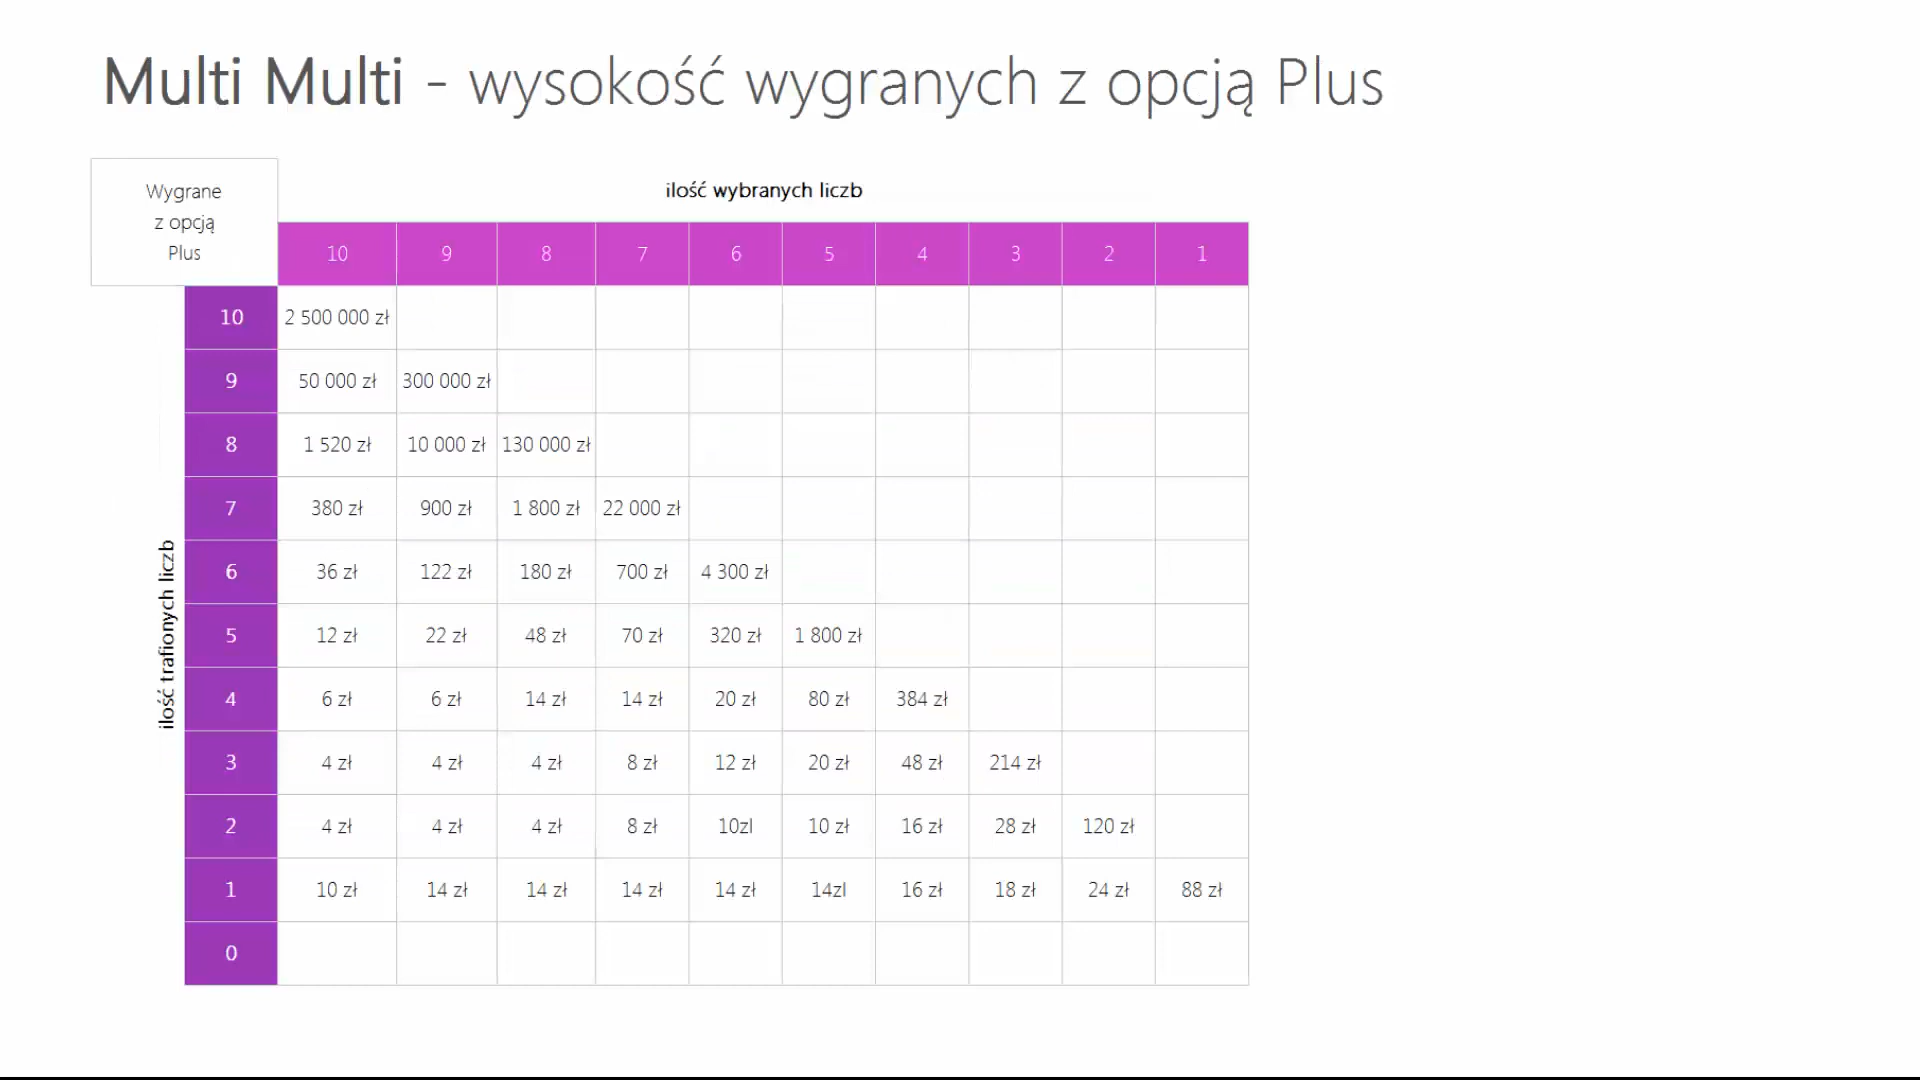 Multi Multi - wysokość wygranych z opcją Plus
Wygrane
z opcją
Plus
ilość wybranych liczb
10 9 8 7 6 5 4 3 2 1
ilość trafionych liczb
10 2 500 000 zł
9 50 000 zł 300 000 zł
8 1 520 zł 10 000 zł 130 000 zł
7 380 zł 900 zł 1 800 zł 22 000 zł
6 36 zł 122 zł 180 zł 700 zł 4 300 zł
5 12 zł 22 zł 48 zł 70 zł 320 zł 1 800 zł
4 6 zł 6 zł 14 zł 14 zł 20 zł 80 zł 384 zł
3 4 zł 4 zł 4 zł 8 zł 12 zł 20 zł 48 zł 214 zł
2 4 zł 4 zł 4 zł 8 zł 10zl 10 zł 16 zł 28 zł 120 zł
1 10 zł 14 zł 14 zł 14 zł 14 zł 14zl 16 zł 18 zł 24 zł 88 zł
0